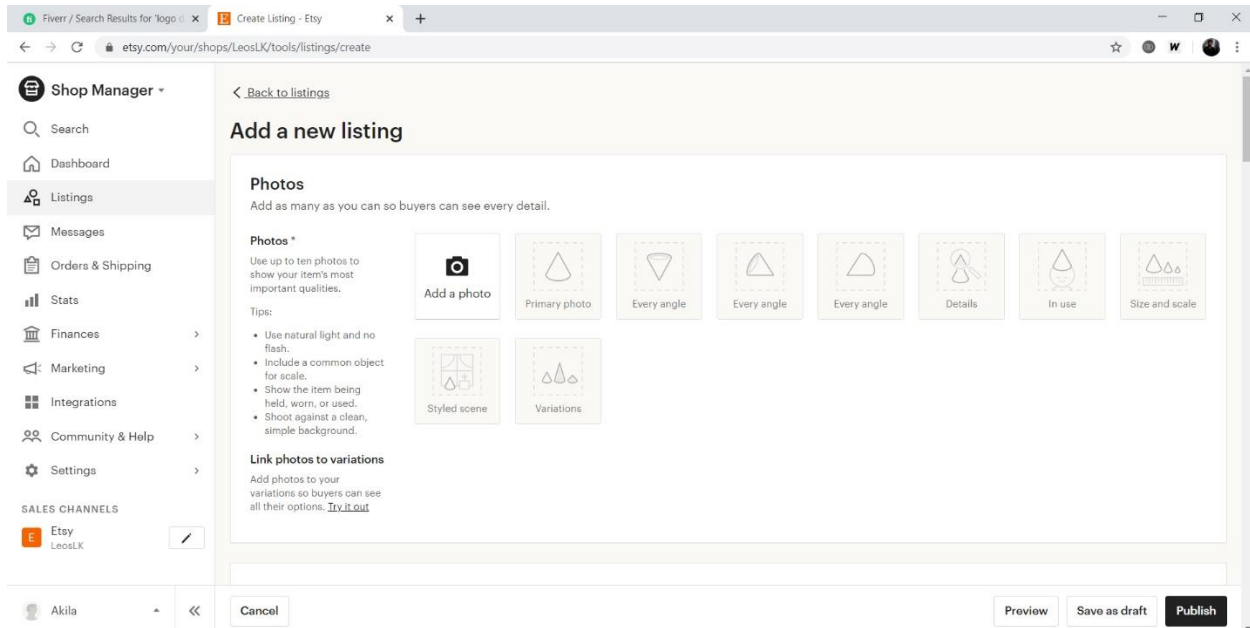 Fiverr / Search Results for 'logo d
Create Listing - Etsy
etsy.com/your/shops/LeosLK/tools/listings/create
Shop Manager
Search
Dashboard
Listings
Messages
Orders & Shipping
Stats
Finances
Marketing
Integrations
Community & Help
Settings
SALES CHANNELS
E
Etsy
LeosLK
Akila
Back to listings
Add a new listing
Photos
Add as many as you can so buyers can see every detail.
Photos *
Use up to ten photos to
show your item's most
important qualities.
Tips:
• Use natural light and no
flash.
• Include a common object
for scale.
• Show the item being
held, worn, or used.
• Shoot against a clean,
simple background.
Link photos to variations
Add photos to your
variations so buyers can see
all their options. Try it out
Add a photo
Primary photo
Every angle
Every angle
Every angle
Details
In use
Size and scale
Styled scene
Variations
Cancel
Preview
Save as draft
Publish